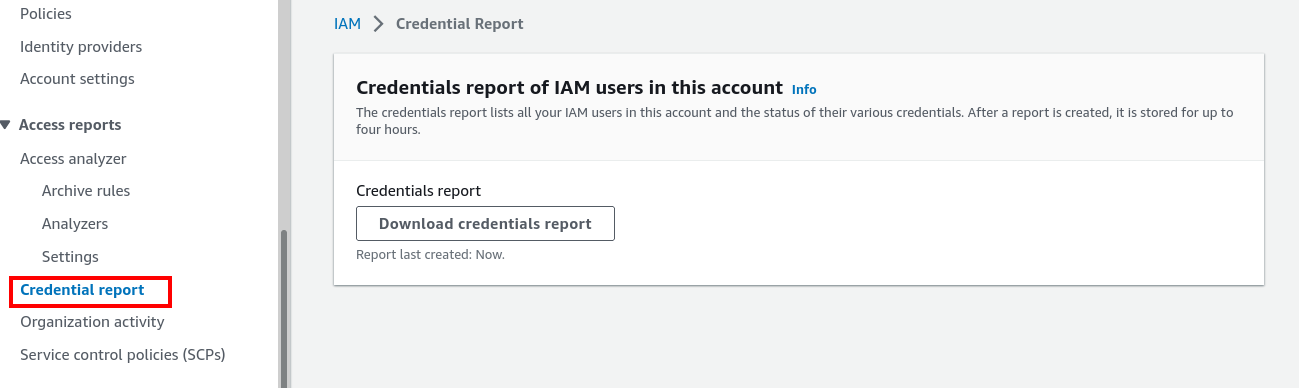 Policies
Identity providers
Account settings
Access reports
Access analyzer
Archive rules
Analyzers
Settings
Credential report
Organization activity
Service control policies (SCPs)
IAM > Credential Report
Credentials report of IAM users in this account Info
The credentials report lists all your IAM users in this account and the status of their various credentials. After a report is created, it is stored for up to
four hours.
Credentials report
Download credentials report
Report last created: Now.